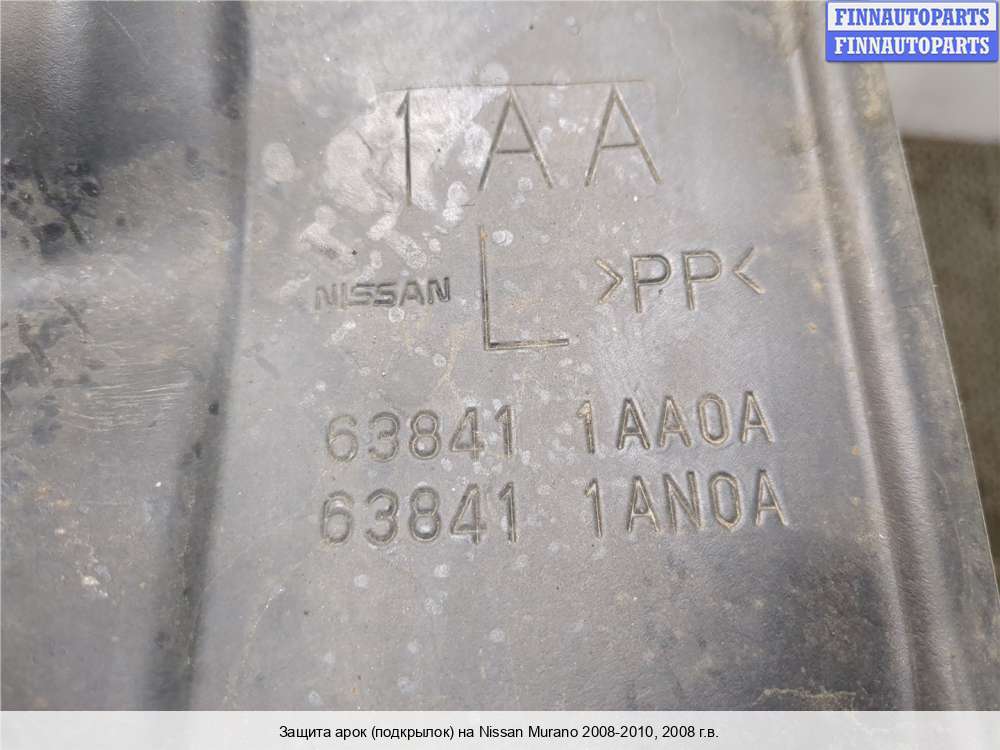 FINNAUTOPARTS
FINNAUTOPARTS
1AA
NISSAN L >PP<
63841 1AA0A
63841 1AN0A
Защита арок (подкрылок) на Nissan Murano 2008-2010, 2008 г.в.